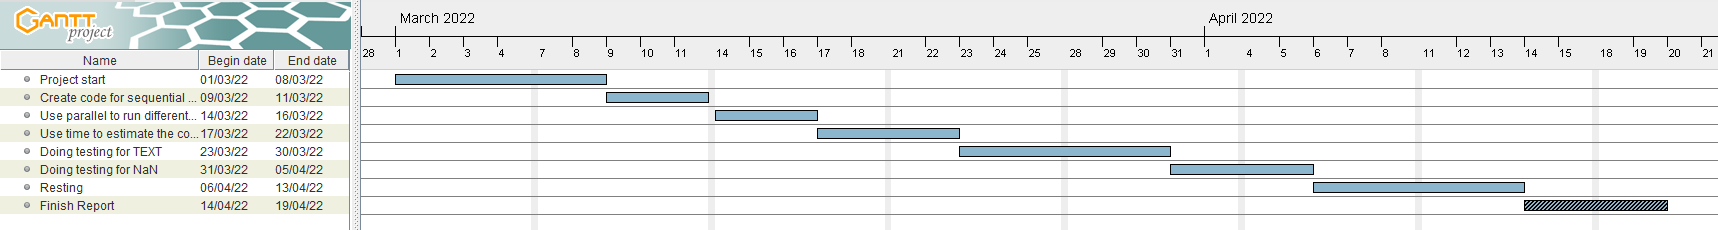 GANTT project
March 2022 April 2022
28 1 2 3 4 7 8 9 10 11 14 15 16 17 18 21 22 23 24 25 28 29 30 31 1 4 5 6 7 8 11 12 13 14 15 18 19 20 21
Name Begin date End date
Project start 01/03/22 08/03/22
Create code for sequential ... 09/03/22 11/03/22
Use parallel to run different... 14/03/22 16/03/22
Use time to estimate the co... 17/03/22 22/03/22
Doing testing for TEXT 23/03/22 30/03/22
Doing testing for NaN 31/03/22 05/04/22
Resting 06/04/22 13/04/22
Finish Report 14/04/22 19/04/22